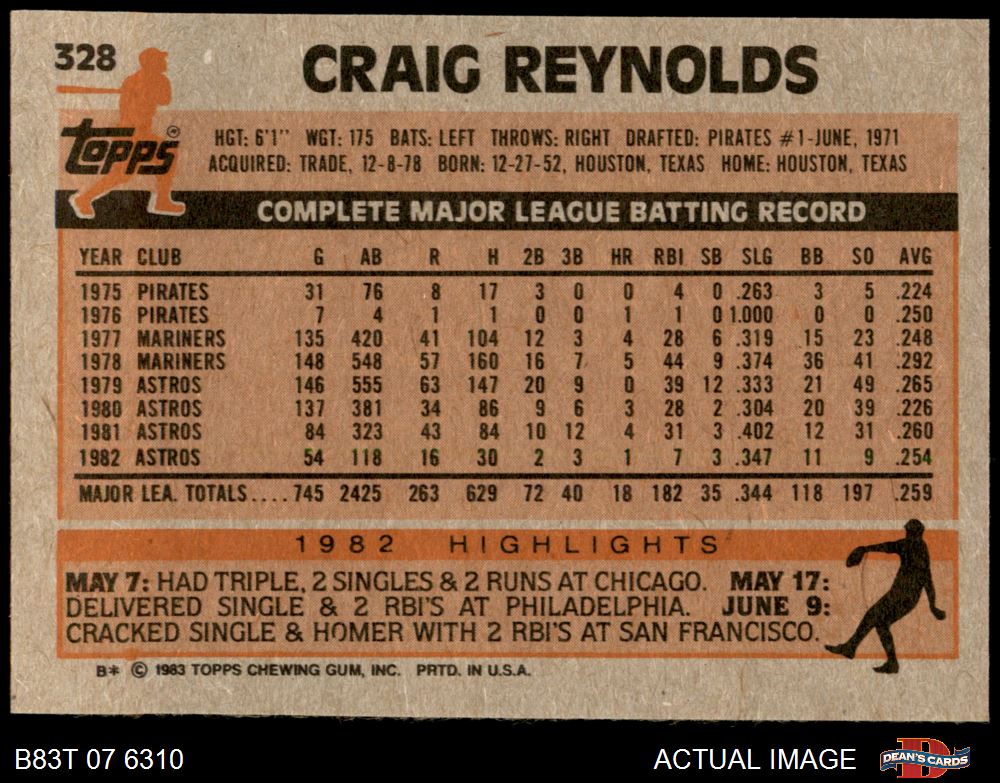 328
CRAIG REYNOLDS
Topps®
HGT: 6'1" WGT: 175 BATS: LEFT THROWS: RIGHT DRAFTED: PIRATES #1-JUNE, 1971
ACQUIRED: TRADE, 12-8-78 BORN: 12-27-52, HOUSTON, TEXAS HOME: HOUSTON, TEXAS
COMPLETE MAJOR LEAGUE BATTING RECORD
YEAR CLUB G AB R H 2B 3B HR RBI SB SLG BB SO AVG
1975 PIRATES 31 76 8 17 3 0 0 4 0 .263 3 5 .224
1976 PIRATES 7 4 1 1 0 0 1 1 0 1.000 0 0 .250
1977 MARINERS 135 420 41 104 12 3 4 28 6 .319 15 23 .248
1978 MARINERS 148 548 57 160 16 7 5 44 9 .374 36 41 .292
1979 ASTROS 146 555 63 147 20 9 0 39 12 .333 21 49 .265
1980 ASTROS 137 381 34 86 9 6 3 28 2 .304 20 39 .226
1981 ASTROS 84 323 43 84 10 12 4 31 3 .402 12 31 .260
1982 ASTROS 54 118 16 30 2 3 1 7 3 .347 11 9 .254
MAJOR LEA. TOTALS.... 745 2425 263 629 72 40 18 182 35 .344 118 197 .259
1982 HIGHLIGHTS
MAY 7: HAD TRIPLE, 2 SINGLES & 2 RUNS AT CHICAGO. MAY 17:
DELIVERED SINGLE & 2 RBI'S AT PHILADELPHIA. JUNE 9:
CRACKED SINGLE & HOMER WITH 2 RBI'S AT SAN FRANCISCO.
B* © 1983 TOPPS CHEWING GUM, INC. PRTD. IN U.S.A.
B83T 07 6310
ACTUAL IMAGE
D
DEAN'S CARDS